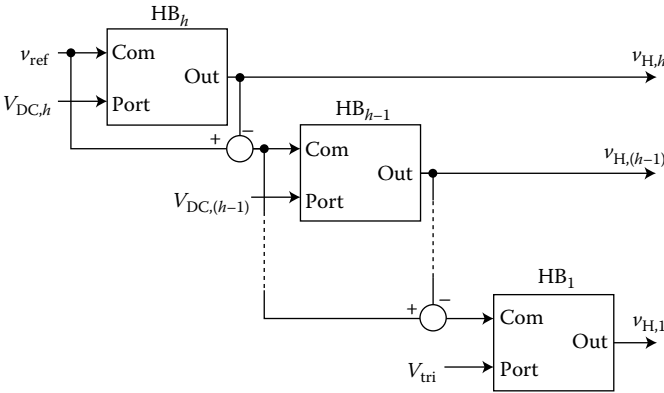 HB_h
v_ref
Com
Out
v_H,h
V_DC,h
Port
−
+
HB_h−1
Com
Out
v_H,(h−1)
V_DC,(h−1)
Port
−
+
HB_1
Com
Out
v_H,1
V_tri
Port